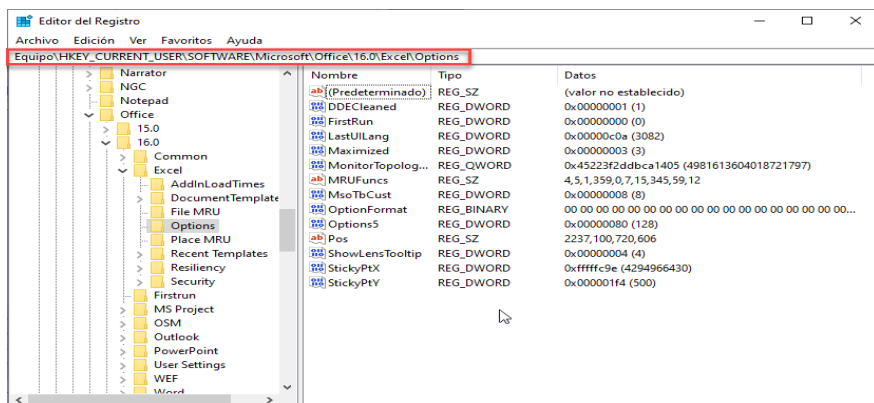 Editor del Registro
Archivo Edición Ver Favoritos Ayuda
Equipo\HKEY_CURRENT_USER\SOFTWARE\Microsoft\Office\16.0\Excel\Options
Narrator
NGC
Notepad
Office
15.0
16.0
Common
Excel
AddInLoadTimes
DocumentTemplate
File MRU
Options
Place MRU
Recent Templates
Resiliency
Security
Firstrun
MS Project
OSM
Outlook
PowerPoint
User Settings
WEF
Word
Nombre Tipo Datos
ab (Predeterminado) REG_SZ (valor no establecido)
DDECleaned REG_DWORD 0x00000001 (1)
FirstRun REG_DWORD 0x00000000 (0)
LastUILang REG_DWORD 0x00000c0a (3082)
Maximized REG_DWORD 0x00000003 (3)
MonitorTopolog... REG_QWORD 0x45223f2ddbca1405 (4981613604018721797)
ab MRUFuncs REG_SZ 4,5,1,359,0,7,15,345,59,12
MsoTbCust REG_DWORD 0x00000008 (8)
OptionFormat REG_BINARY 00 00 00 00 00 00 00 00 00 00 00 00 00 00 00 00 00...
Options5 REG_DWORD 0x00000080 (128)
ab Pos REG_SZ 2237,100,720,606
ShowLensTooltip REG_DWORD 0x00000004 (4)
StickyPtX REG_DWORD 0xfffffc9e (4294966430)
StickyPtY REG_DWORD 0x000001f4 (500)